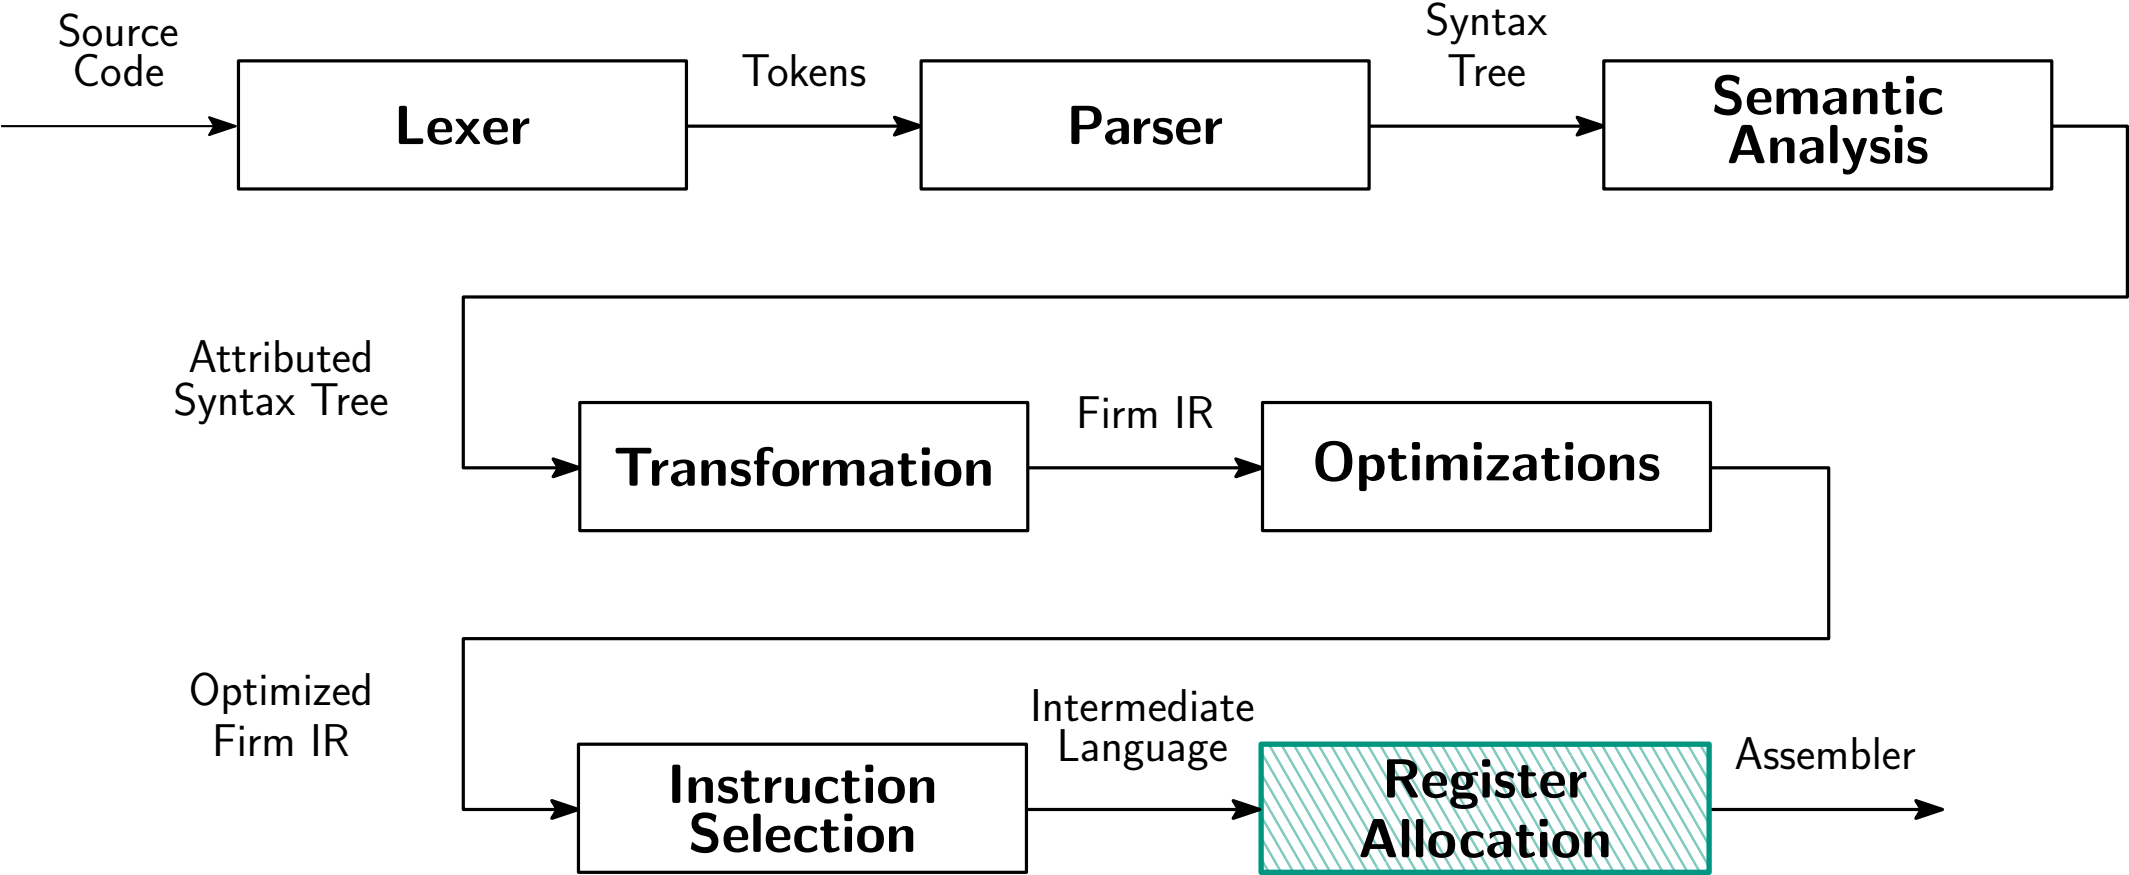 Source
Code
Lexer
Tokens
Parser
Syntax
Tree
Semantic
Analysis
Attributed
Syntax Tree
Transformation
Firm IR
Optimizations
Optimized
Firm IR
Instruction
Selection
Intermediate
Language
Register
Allocation
Assembler